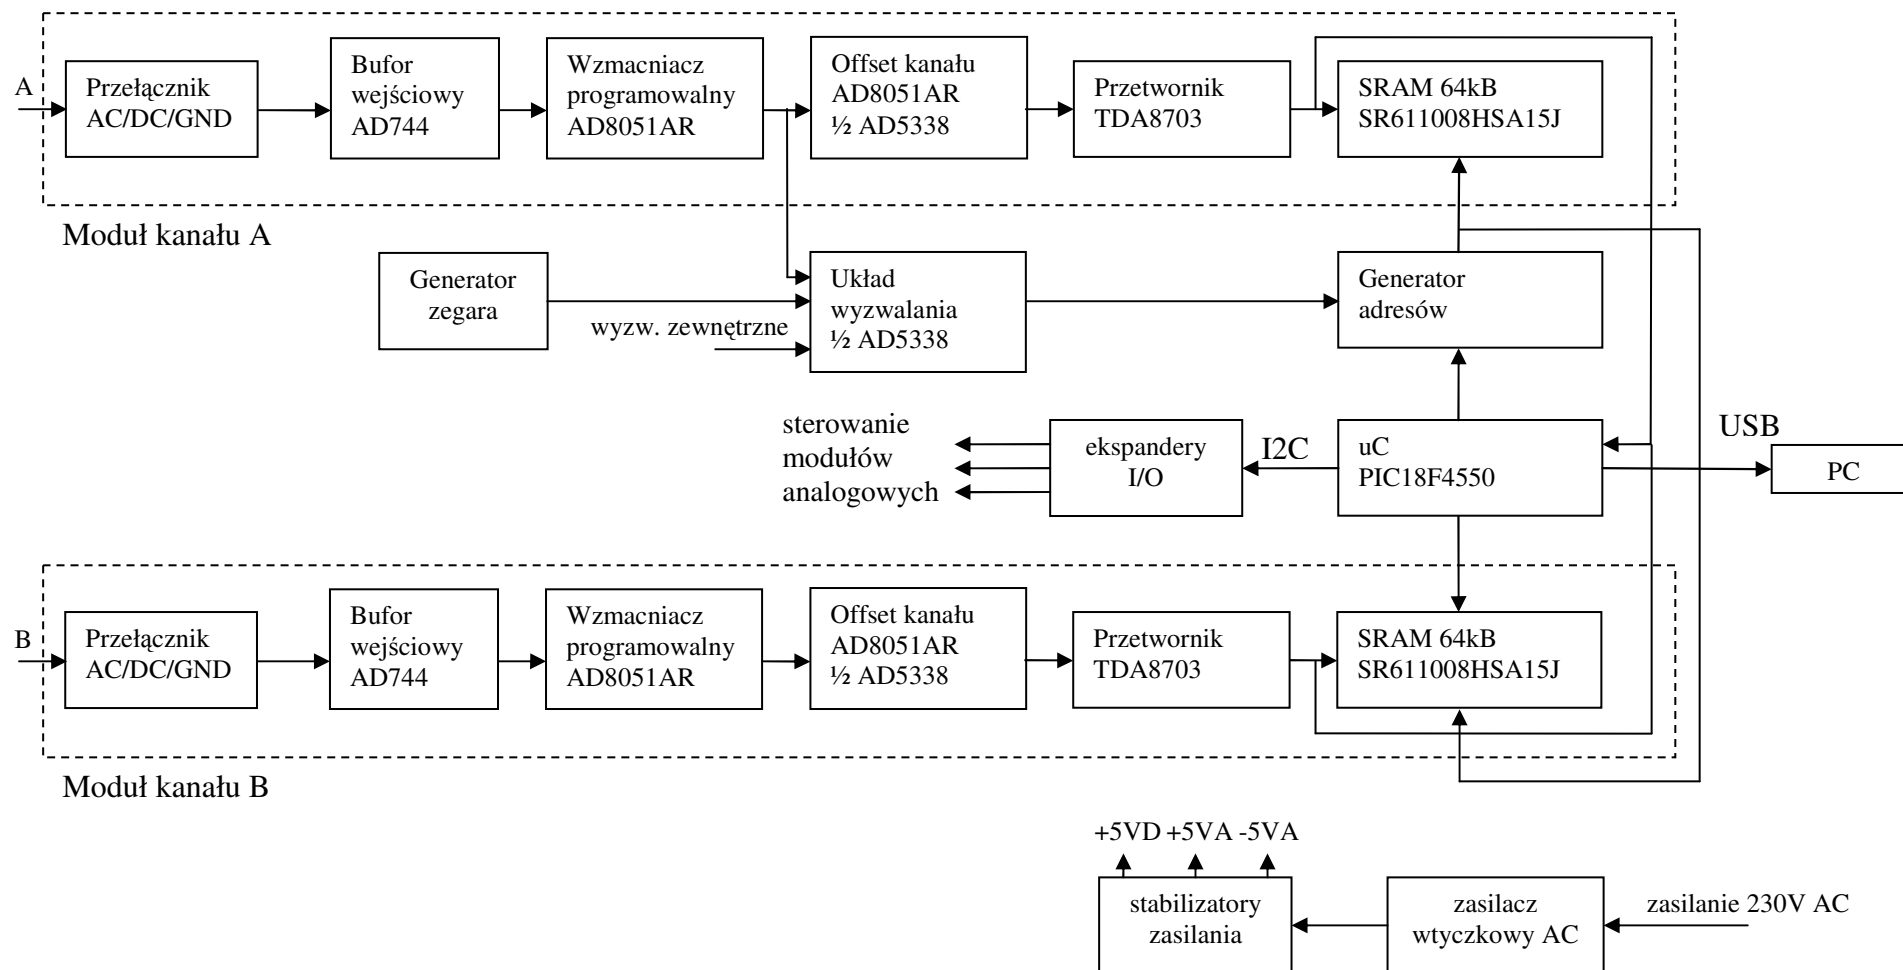 A
Przełącznik
AC/DC/GND
Bufor
wejściowy
AD744
Wzmacniacz
programowalny
AD8051AR
Offset kanału
AD8051AR
½ AD5338
Przetwornik
TDA8703
SRAM 64kB
SR611008HSA15J
Moduł kanału A
Generator
zegara
wyzw. zewnętrzne
Układ
wyzwalania
½ AD5338
Generator
adresów
sterowanie
modułów
analogowych
ekspandery
I/O
I2C
uC
PIC18F4550
USB
PC
B
Przełącznik
AC/DC/GND
Bufor
wejściowy
AD744
Wzmacniacz
programowalny
AD8051AR
Offset kanału
AD8051AR
½ AD5338
Przetwornik
TDA8703
SRAM 64kB
SR611008HSA15J
Moduł kanału B
+5VD +5VA -5VA
stabilizatory
zasilania
zasilacz
wtyczkowy AC
zasilanie 230V AC